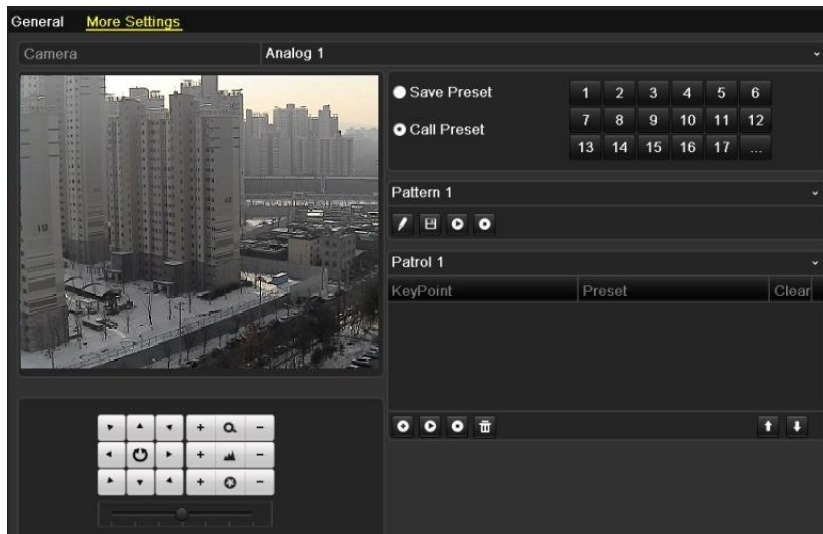 General More Settings
Camera Analog 1
Save Preset
Call Preset
1 2 3 4 5 6
7 8 9 10 11 12
13 14 15 16 17 ...
Pattern 1
Patrol 1
KeyPoint Preset Clear